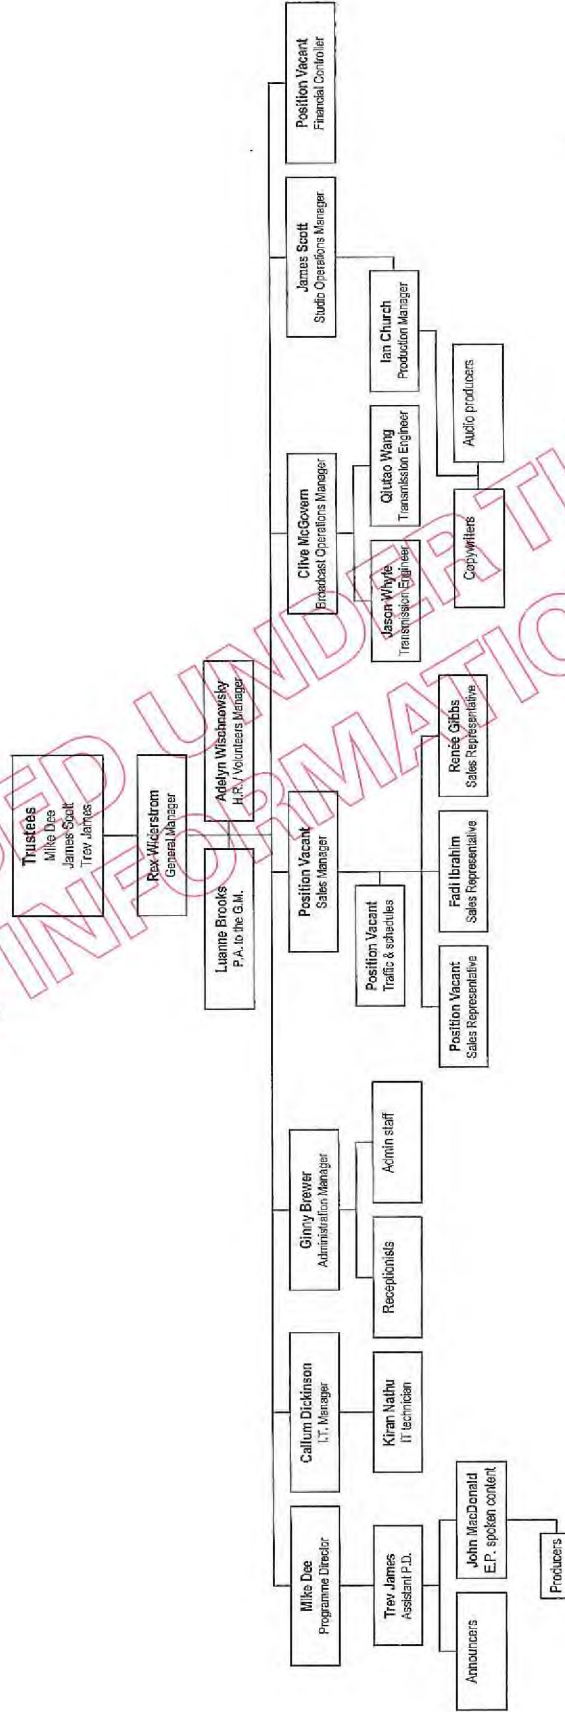 Trustees
Mike Dee
James Scott
Trev James
Rex Widerstrom
General Manager
Luanne Brooks
P.A. to the G.M.
Adelyn Wischnowsky
H.R. / Volunteers Manager
Mike Dee
Programme Director
Callum Dickinson
I.T. Manager
Ginny Brewer
Administration Manager
Position Vacant
Sales Manager
Clive McGovern
Broadcast Operations Manager
James Scott
Studio Operations Manager
Position Vacant
Financial Controller
Trev James
Assistant P.D.
Kiran Nathu
IT technician
Receptionists
Admin staff
Position Vacant
Traffic & schedules
Jason Whyte
Transmission Engineer
Qiutao Wang
Transmission Engineer
Ian Church
Production Manager
Announcers
John MacDonald
E.P. spoken content
Position Vacant
Sales Representative
Fadi Ibrahim
Sales Representative
Renée Gibbs
Sales Representative
Copywriters
Audio producers
Producers
UNDER
INFORMATION